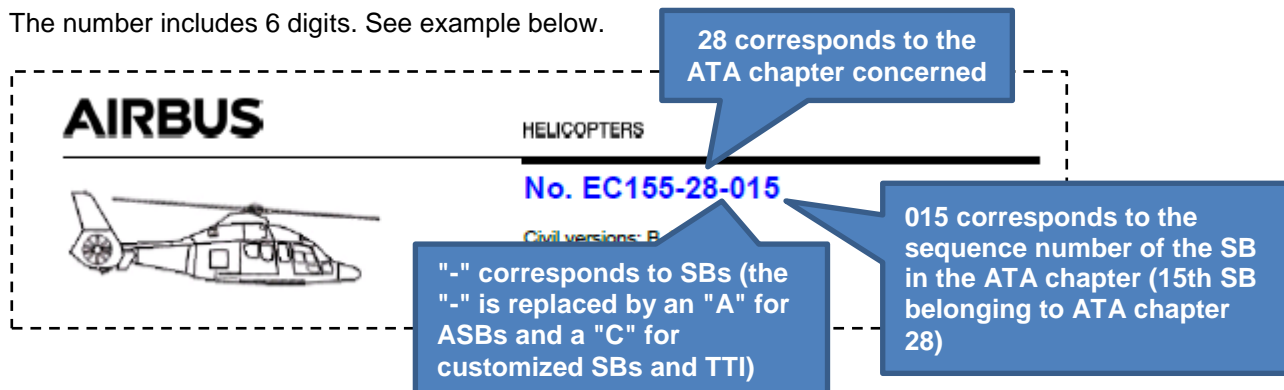 The number includes 6 digits. See example below.
28 corresponds to the
ATA chapter concerned
AIRBUS
HELICOPTERS
No. EC155-28-015
Civil versions: B
015 corresponds to the
sequence number of the SB
in the ATA chapter (15th SB
belonging to ATA chapter
28)
"-" corresponds to SBs (the
"-" is replaced by an "A" for
ASBs and a "C" for
customized SBs and TTI)